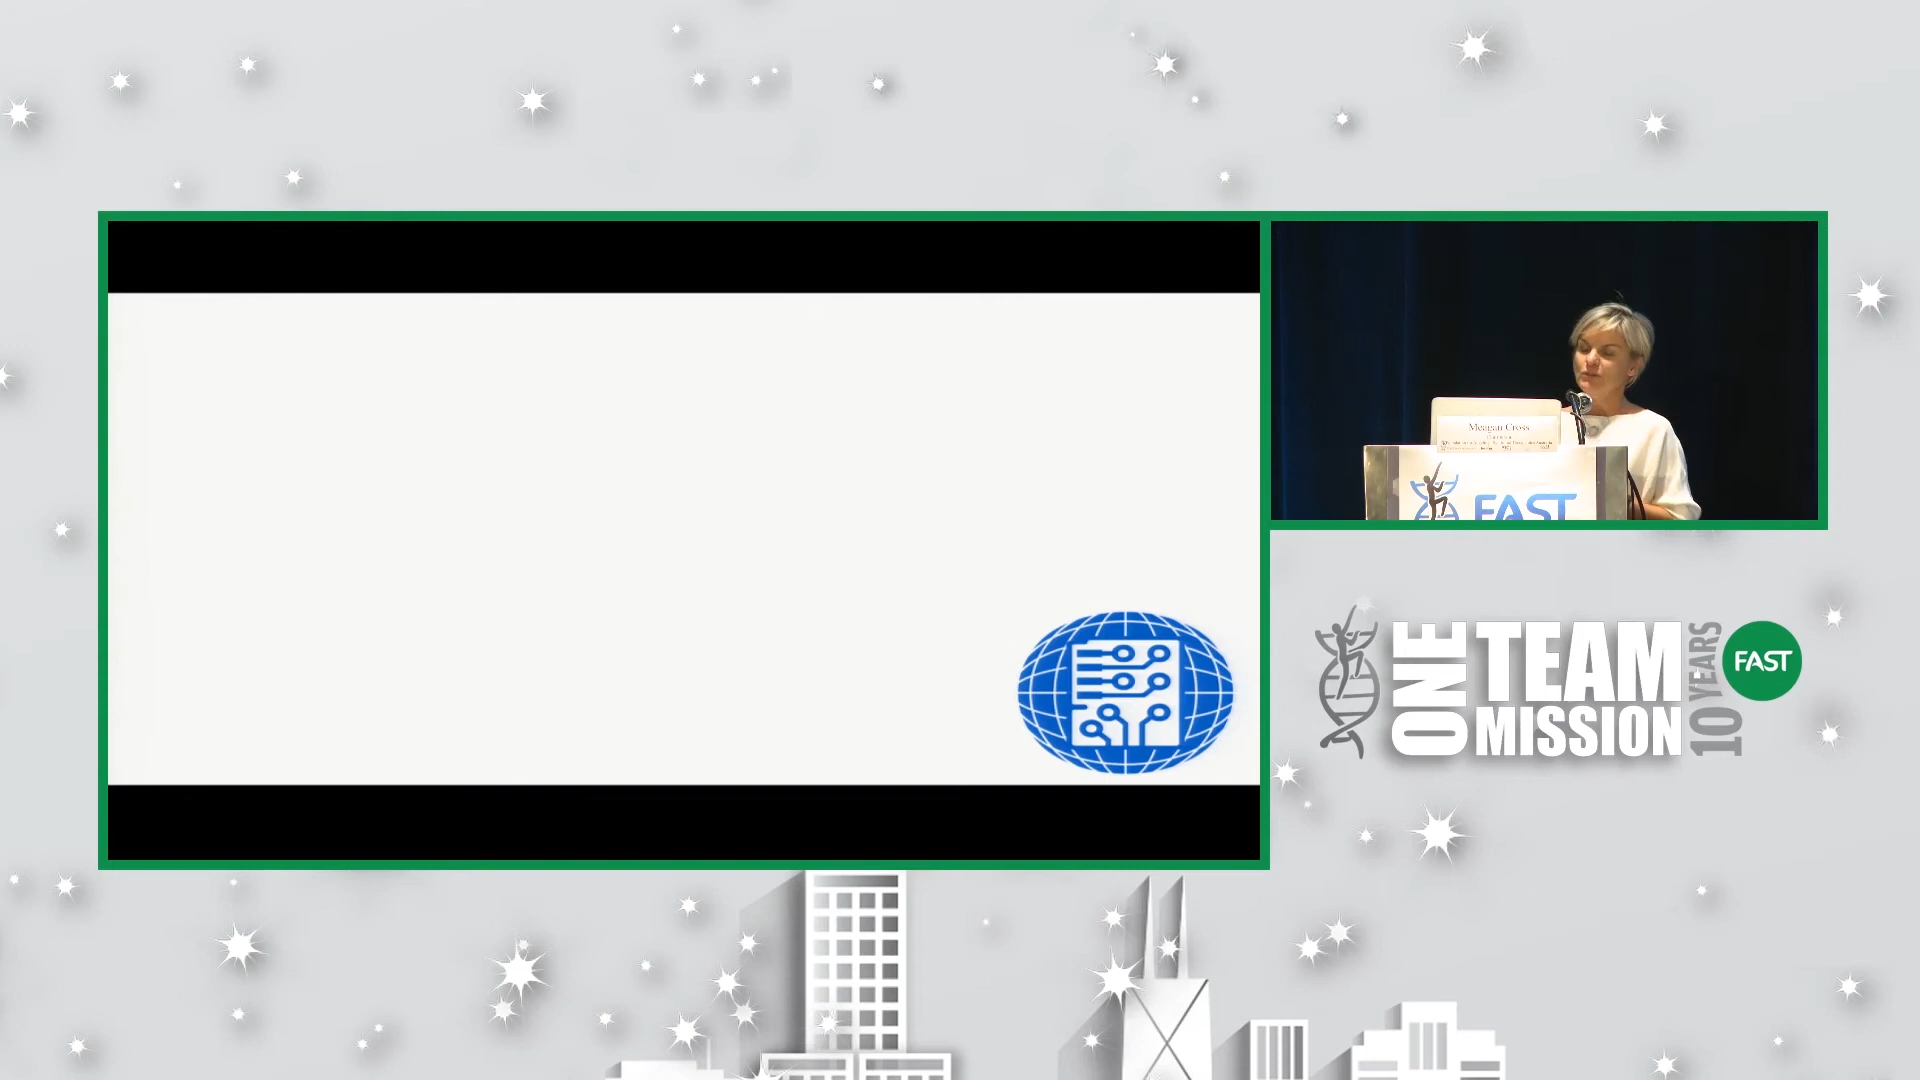 Meagan Cross
FAST
ONE
TEAM
MISSION
10 YEARS
FAST